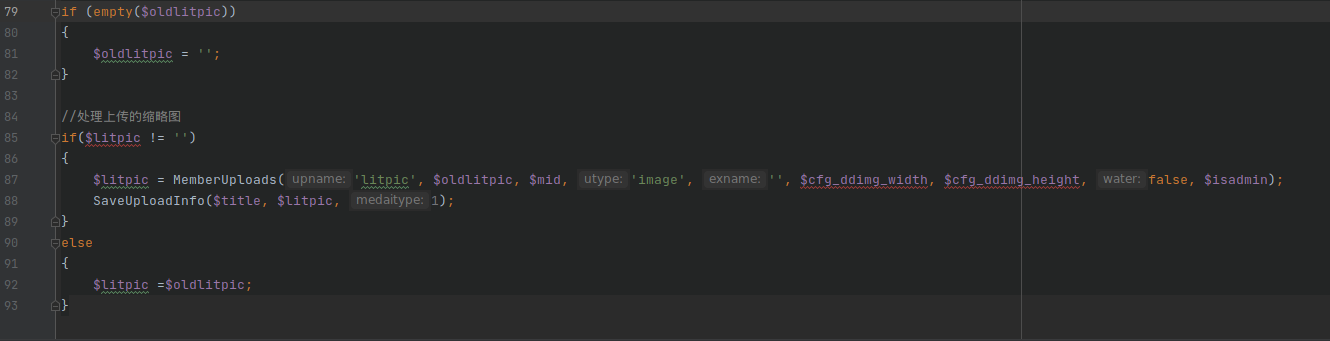 79 if (empty($oldlitpic))
80 {
81 $oldlitpic = '';
82 }
83
84 //处理上传的缩略图
85 if($litpic != '')
86 {
87 $litpic = MemberUploads( upname: 'litpic', $oldlitpic, $mid, utype: 'image', exname: '', $cfg_ddimg_width, $cfg_ddimg_height, water: false, $isadmin);
88 SaveUploadInfo($title, $litpic, medaitype: 1);
89 }
90 else
91 {
92 $litpic =$oldlitpic;
93 }